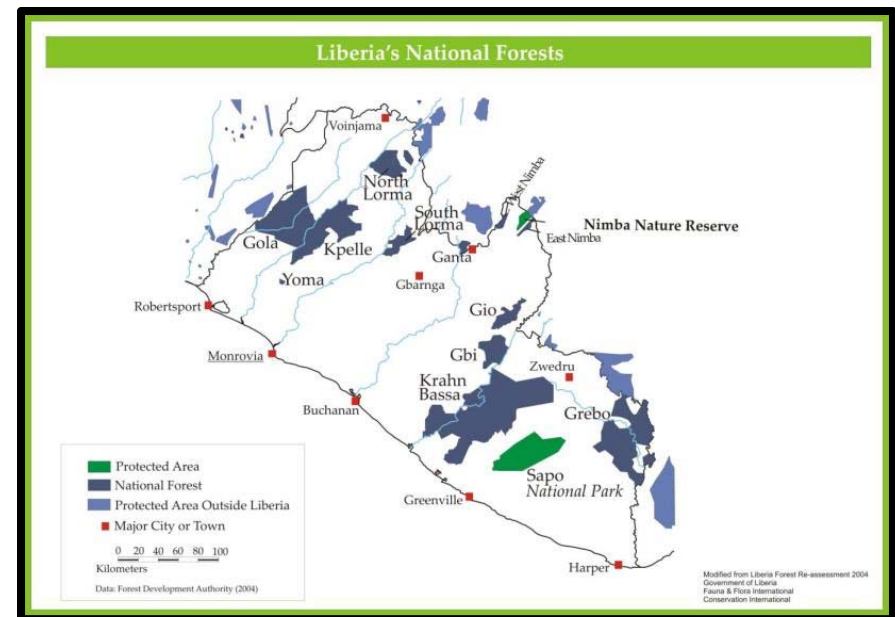 Liberia's National Forests
Voinjama
North
Lorma
West Nimba
South
Lorma
Nimba Nature Reserve
East Nimba
Gola
Kpelle
Ganta
Yoma
Gbarnga
Robertsport
Gio
Monrovia
Gbi
Zwedru
Krahn
Bassa
Buchanan
Grebo
Sapo
National Park
Greenville
Harper
Protected Area
National Forest
Protected Area Outside Liberia
Major City or Town
0 20 40 60 80 100
Kilometers
Data: Forest Development Authority (2004)
Modified from Liberia Forest Re-assessment 2004
Government of Liberia
Fauna & Flora International
Conservation International